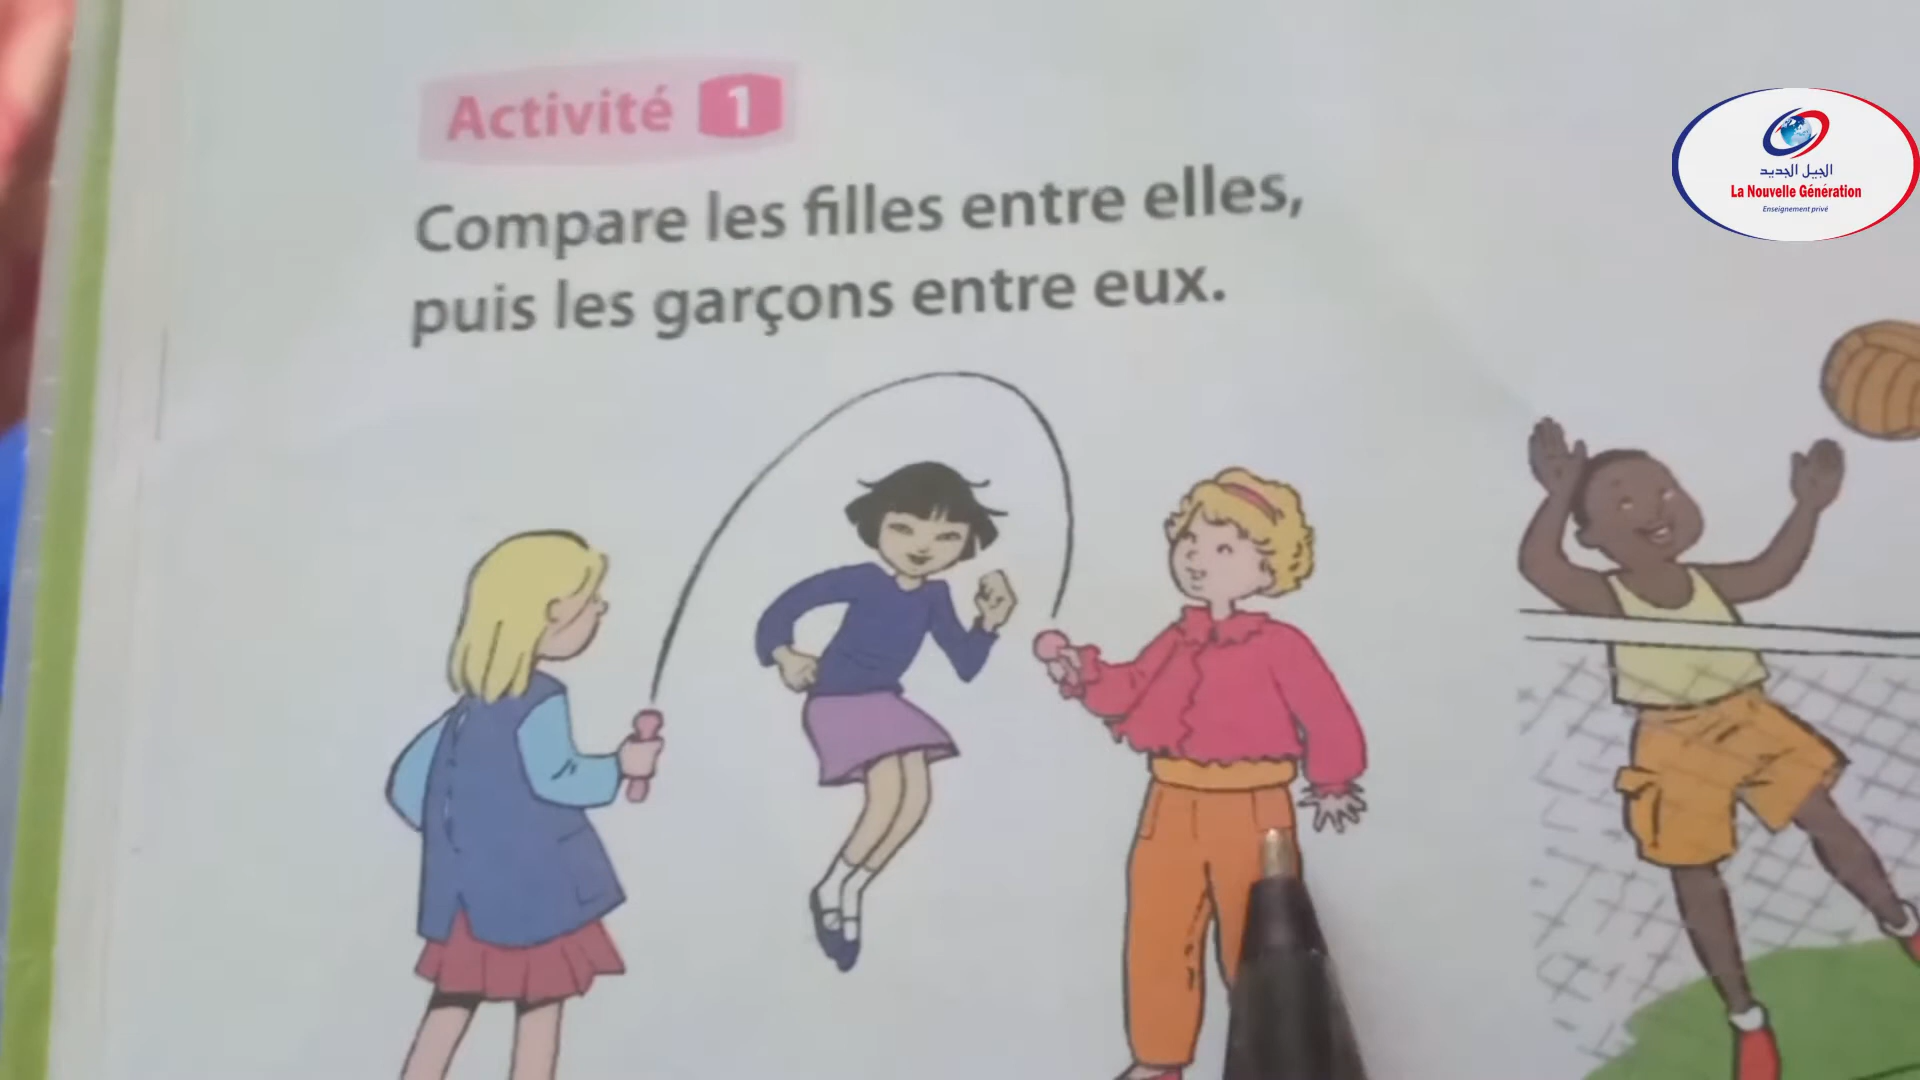 Activité 1
Compare les filles entre elles,
puis les garçons entre eux.
الجيل الجديد
La Nouvelle Génération
Enseignement privé